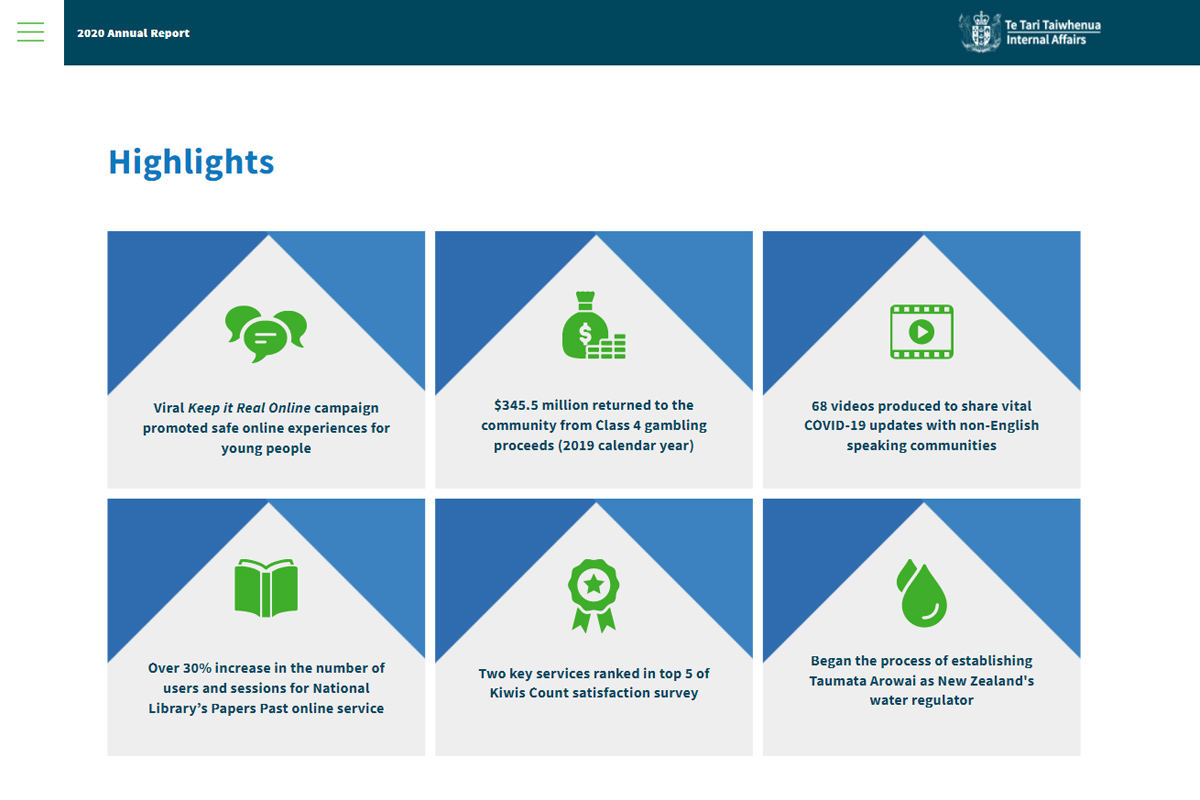 2020 Annual Report
Te Tari Taiwhenua
Internal Affairs
Highlights
Viral Keep it Real Online campaign
promoted safe online experiences for
young people
$
$345.5 million returned to the
community from Class 4 gambling
proceeds (2019 calendar year)
68 videos produced to share vital
COVID-19 updates with non-English
speaking communities
Over 30% increase in the number of
users and sessions for National
Library’s Papers Past online service
Two key services ranked in top 5 of
Kiwis Count satisfaction survey
Began the process of establishing
Taumata Arowai as New Zealand's
water regulator